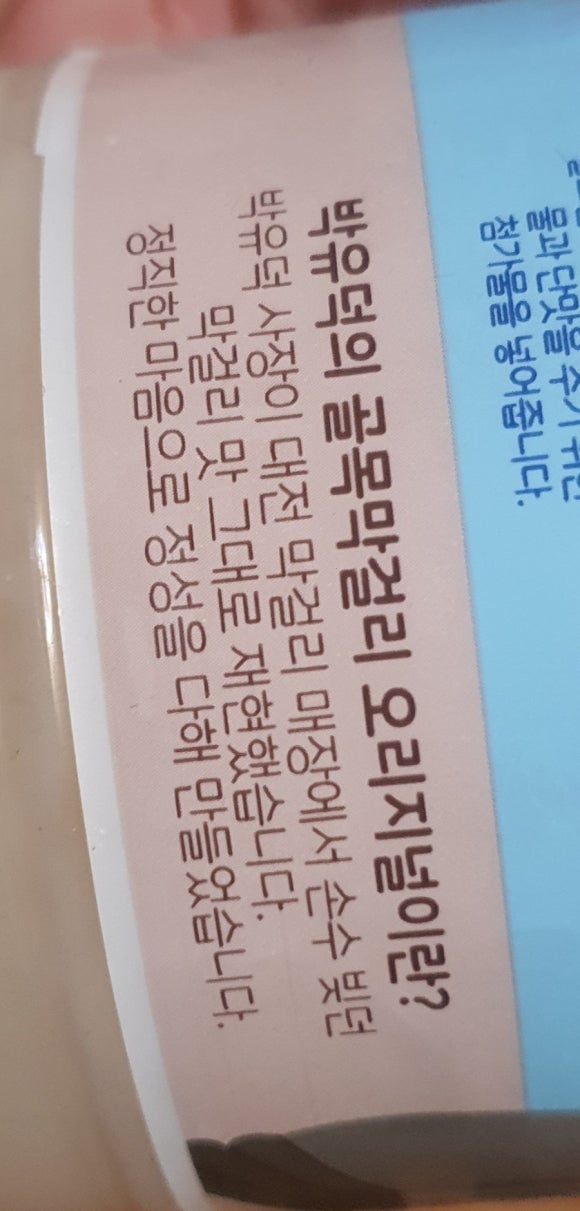 물과 단맛을 주기 위한
첨가물을 넣어줍니다.
박유덕의 골목막걸리 오리지널이란?
박유덕 사장이 대전 막걸리 매장에서 손수 빚던
막걸리 맛 그대로 재현했습니다.
정직한 마음으로 정성을 다해 만들었습니다.